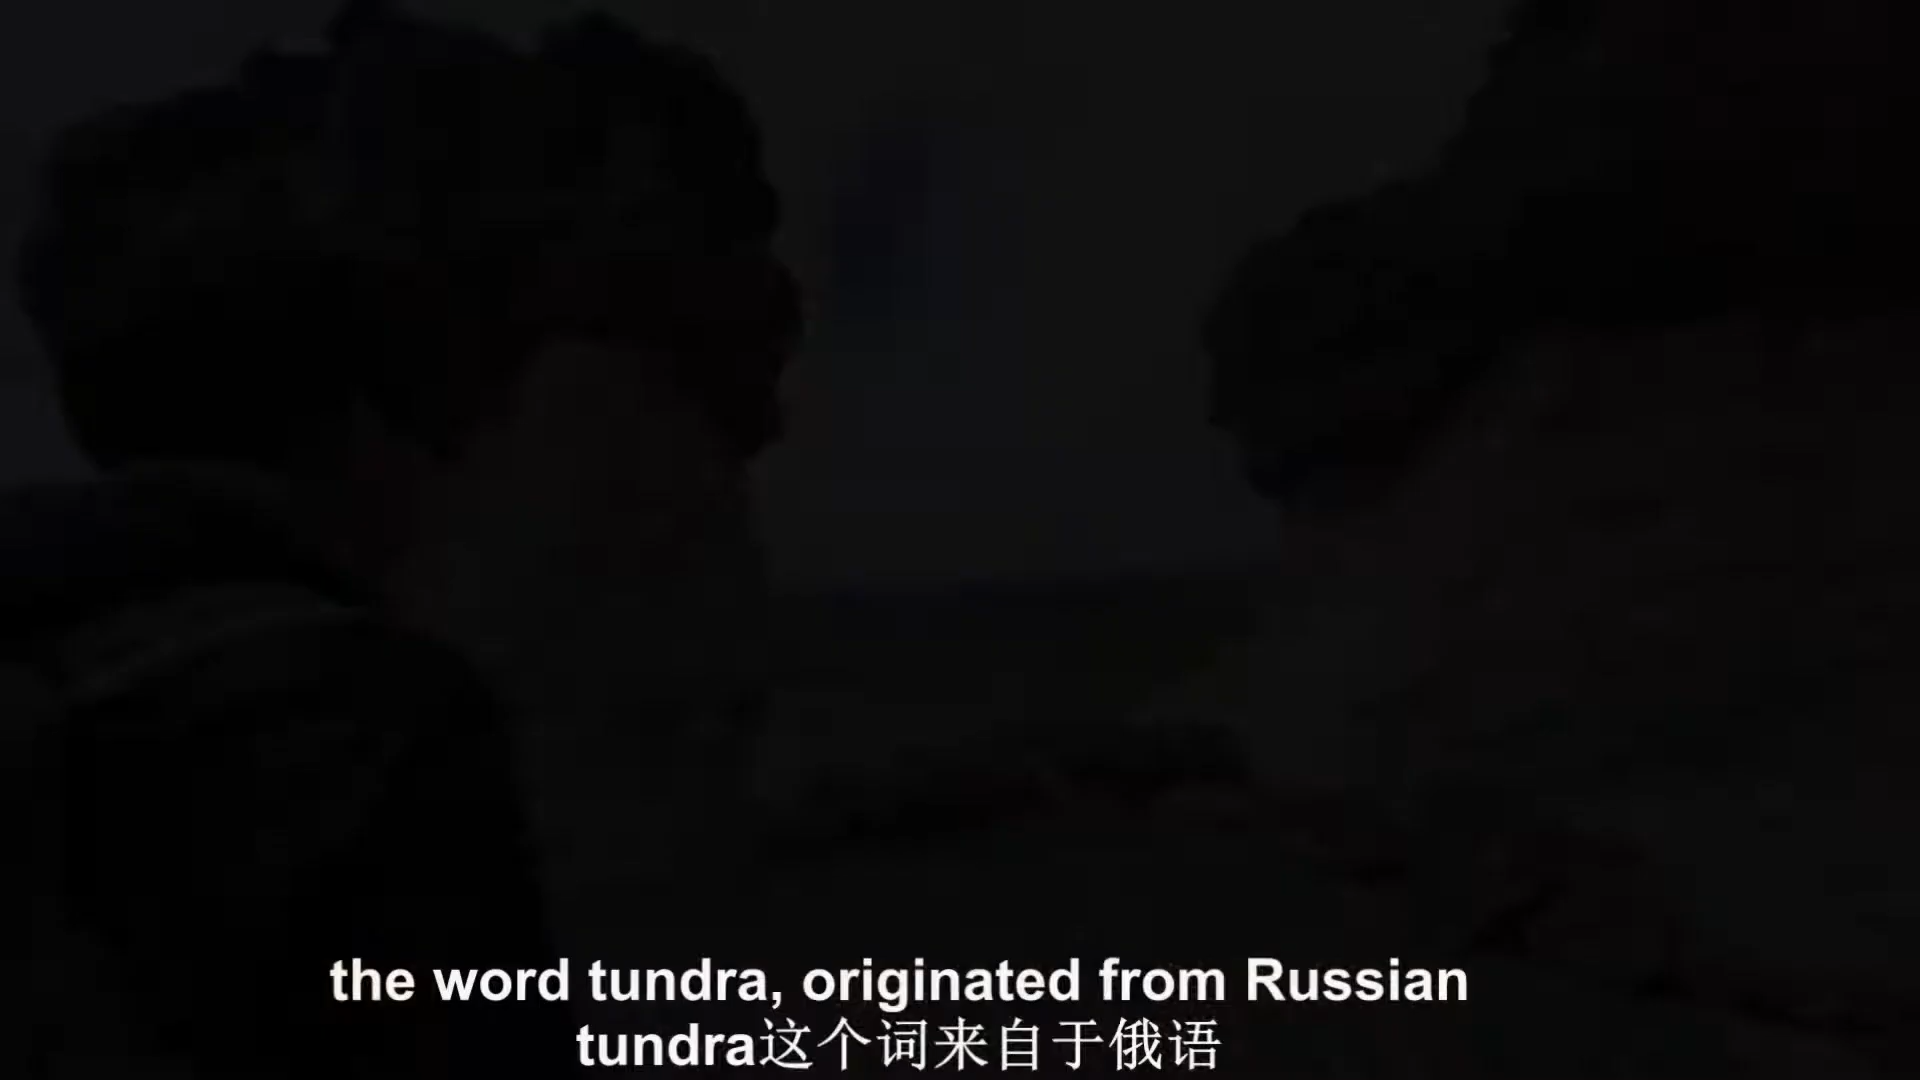 the word tundra, originated from Russian
tundra这个词来自于俄语